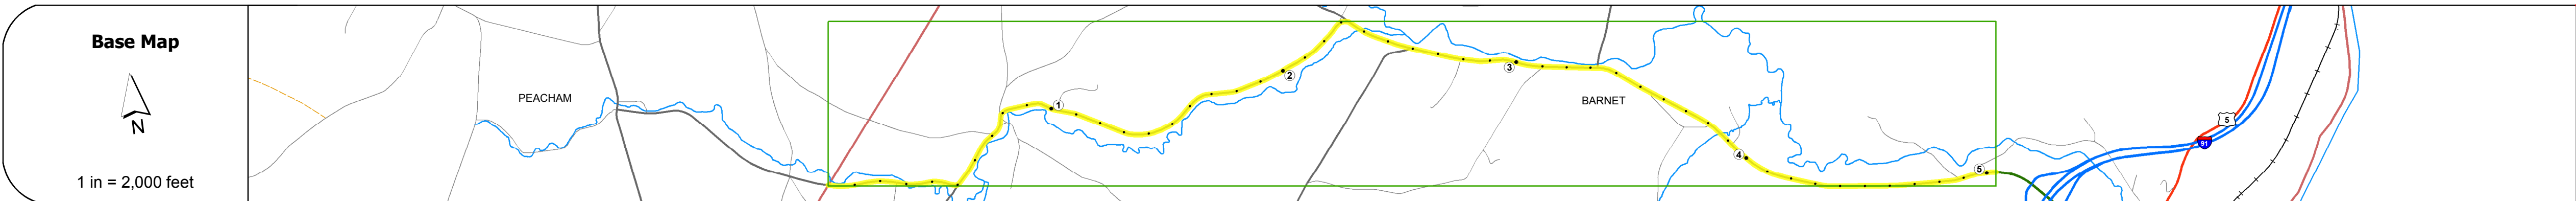 Base Map
N
1 in = 2,000 feet
PEACHAM
1
2
3
BARNET
4
5
5
91